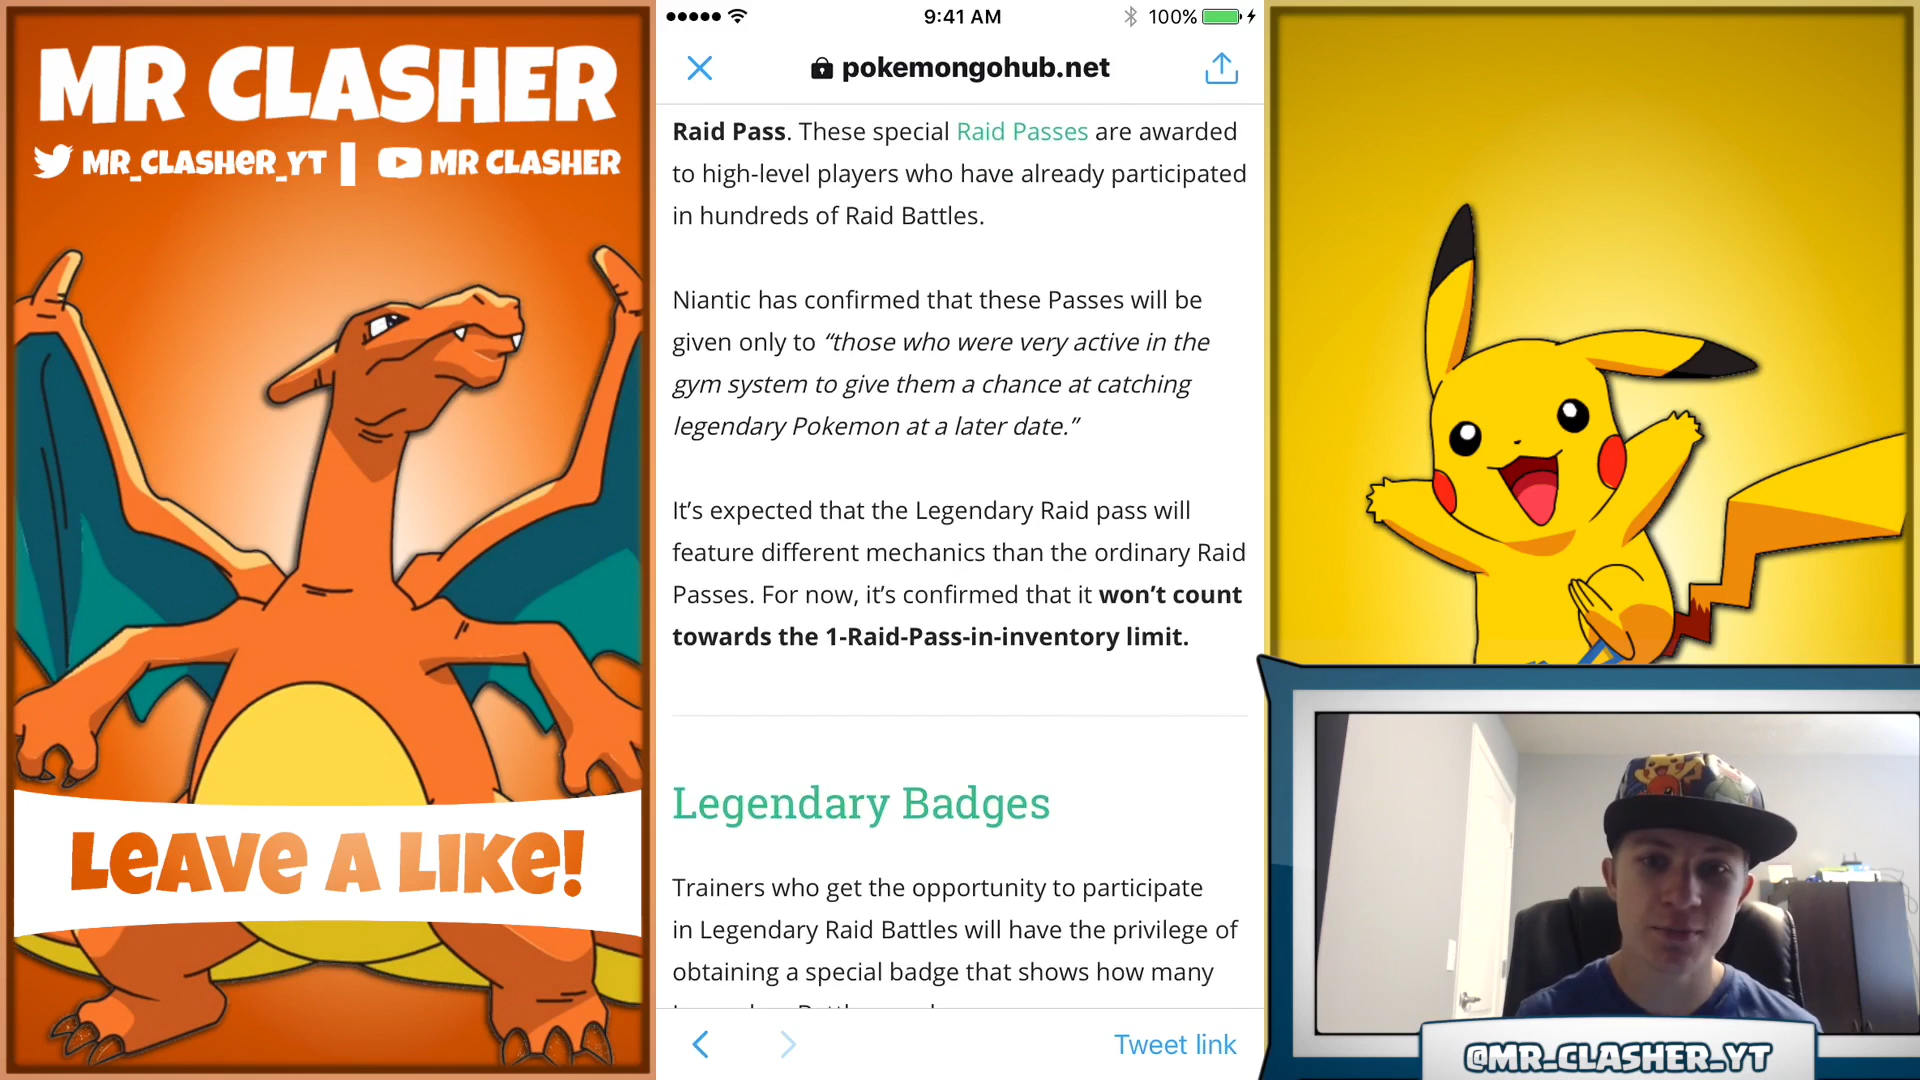 MR CLASHER
MR_CLASHER_YT | MR CLASHER
LEAVE A LIKE!
9:41 AM
100%
pokemongohub.net
Raid Pass. These special Raid Passes are awarded
to high-level players who have already participated
in hundreds of Raid Battles.
Niantic has confirmed that these Passes will be
given only to “those who were very active in the
gym system to give them a chance at catching
legendary Pokemon at a later date.”
It’s expected that the Legendary Raid pass will
feature different mechanics than the ordinary Raid
Passes. For now, it’s confirmed that it won’t count
towards the 1-Raid-Pass-in-inventory limit.
Legendary Badges
Trainers who get the opportunity to participate
in Legendary Raid Battles will have the privilege of
obtaining a special badge that shows how many
Tweet link
@MR_CLASHER_YT